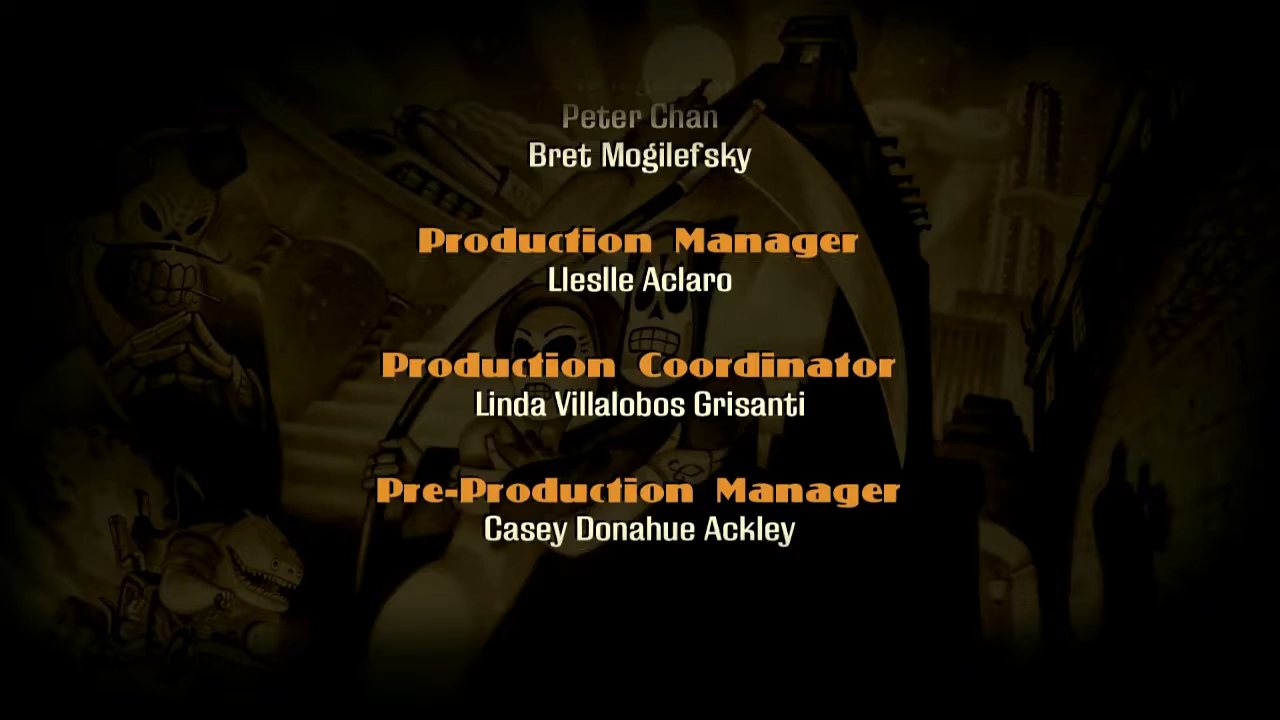 Peter Chan
Bret Mogilefsky
Production Manager
Lleslle Aclaro
Production Coordinator
Linda Villalobos Grisanti
Pre-Production Manager
Casey Donahue Ackley